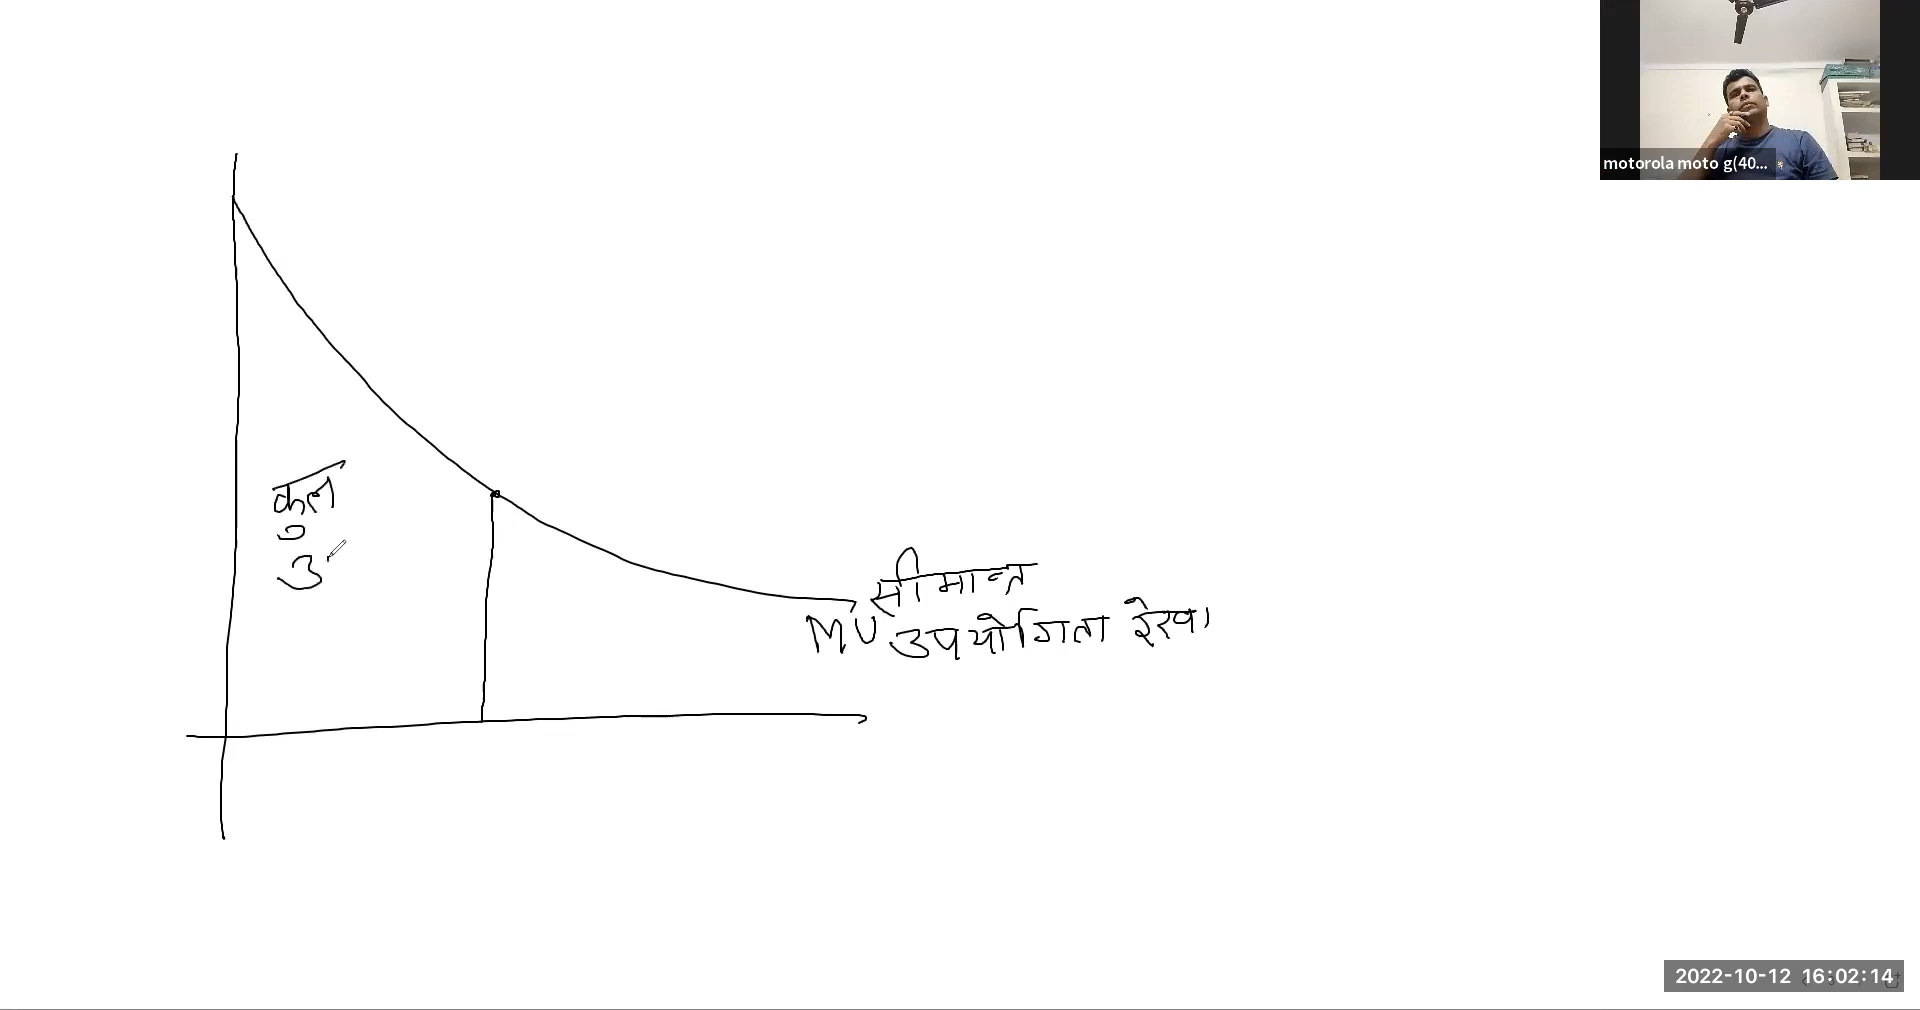 motorola moto g(40...
कुल
उ
सीमान्त
MU उपयोगिता रेखा
2022-10-12 16:02:14